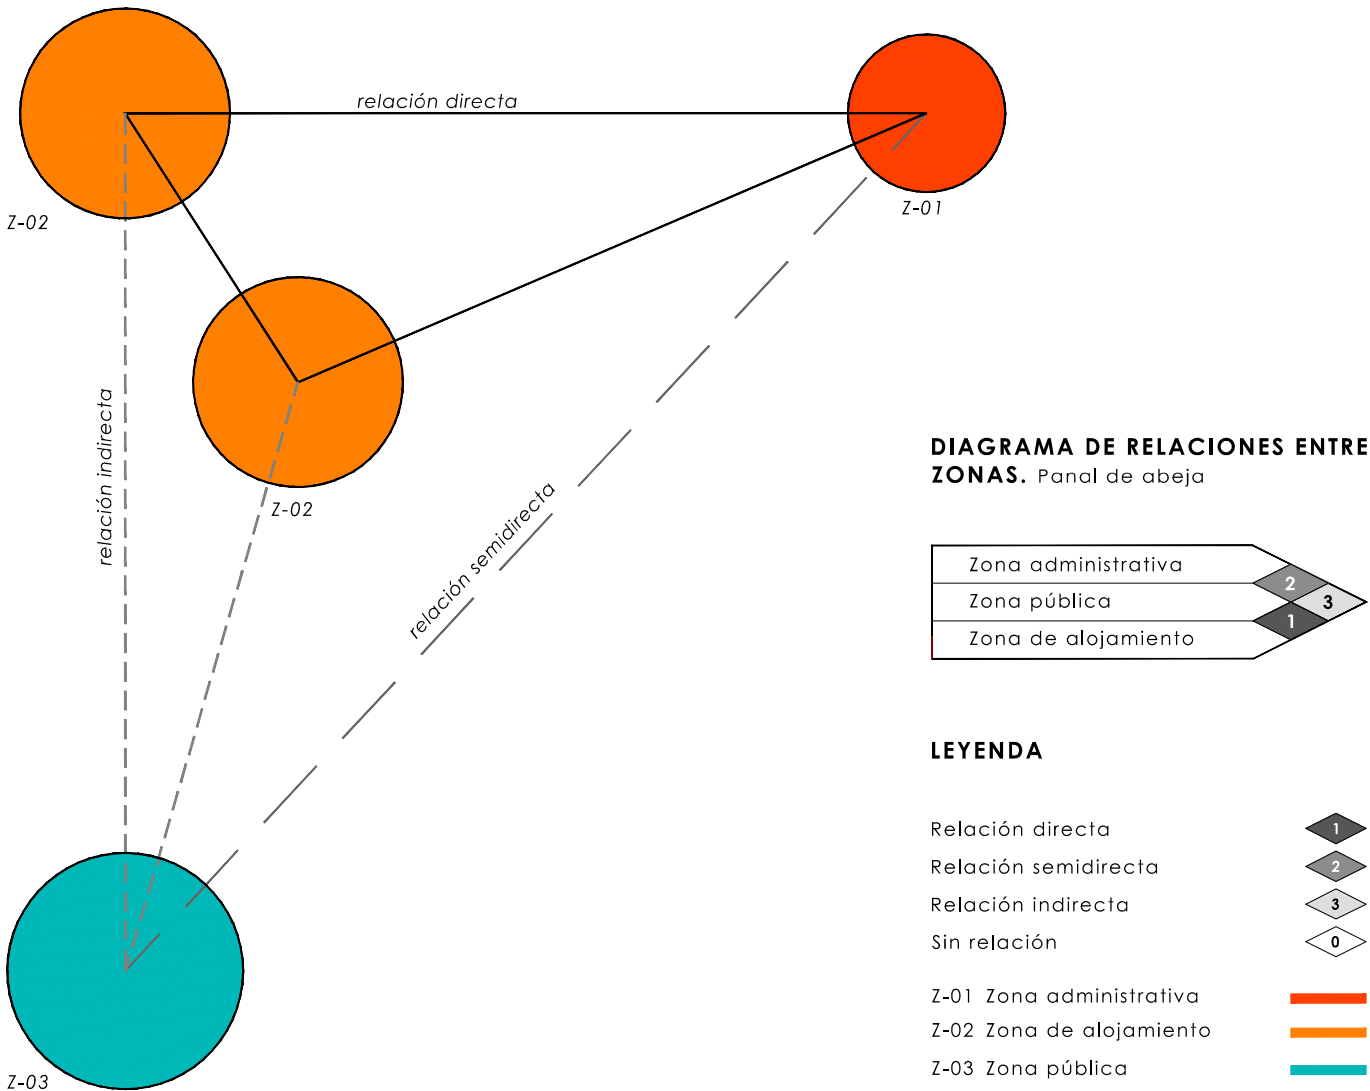 relación directa
Z-02
Z-01
relación indirecta
Z-02
relación semidirecta
Z-03
DIAGRAMA DE RELACIONES ENTRE
ZONAS. Panal de abeja
Zona administrativa
2
Zona pública
3
1
Zona de alojamiento
LEYENDA
Relación directa 1
Relación semidirecta 2
Relación indirecta 3
Sin relación 0
Z-01 Zona administrativa
Z-02 Zona de alojamiento
Z-03 Zona pública